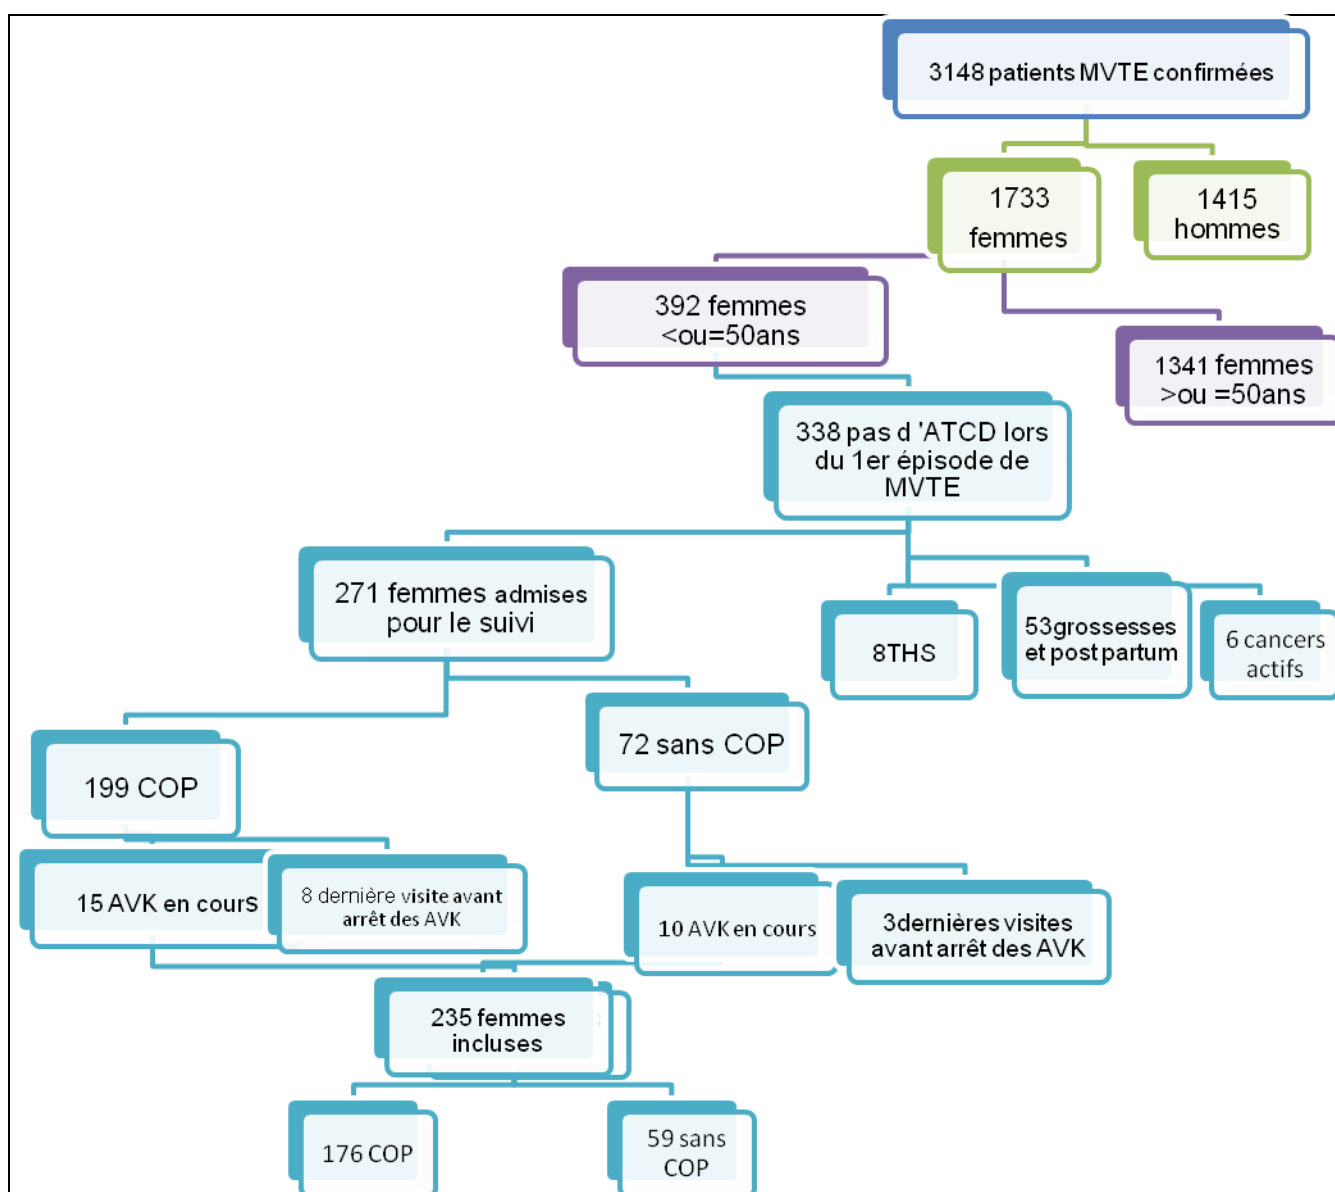 3148 patients MVTE confirmées
1733
femmes
1415
hommes
392 femmes
<ou=50ans
1341 femmes
>ou =50ans
338 pas d 'ATCD lors
du 1er épisode de
MVTE
271 femmes admises
pour le suivi
8THS
53grossesses
et post partum
6 cancers
actifs
199 COP
72 sans COP
15 AVK en cours
8 dernière visite avant
arrêt des AVK
10 AVK en cours
3dernières visites
avant arrêt des AVK
235 femmes
incluses
176 COP
59 sans
COP